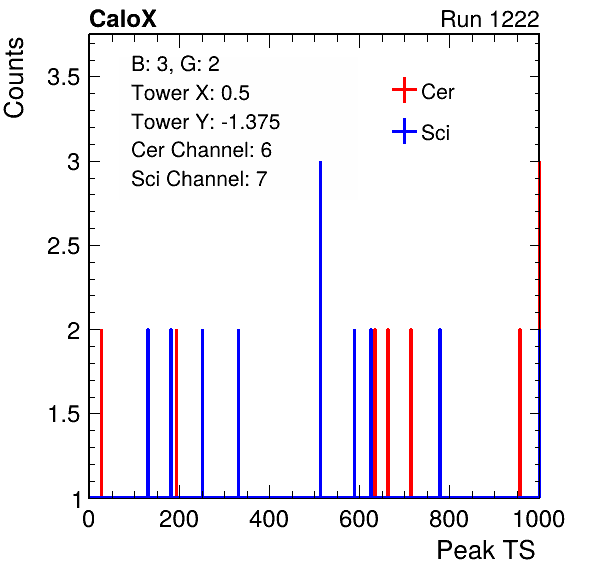 CaloX Run 1222
Counts
B: 3, G: 2
Tower X: 0.5
Tower Y: -1.375
Cer Channel: 6
Sci Channel: 7
Cer
Sci
3.5
3
2.5
2
1.5
1
0 200 400 600 800 1000
Peak TS